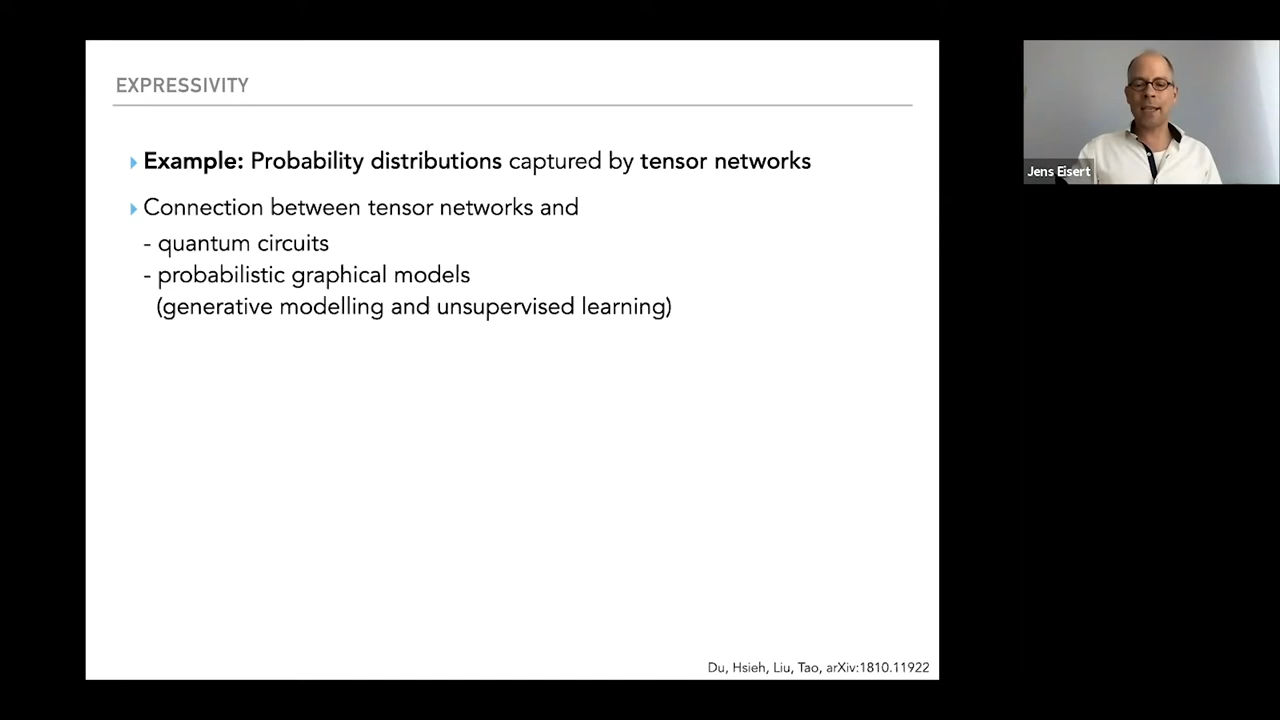 EXPRESSIVITY
Example: Probability distributions captured by tensor networks
Connection between tensor networks and
- quantum circuits
- probabilistic graphical models
(generative modelling and unsupervised learning)
Du, Hsieh, Liu, Tao, arXiv:1810.11922
Jens Eisert